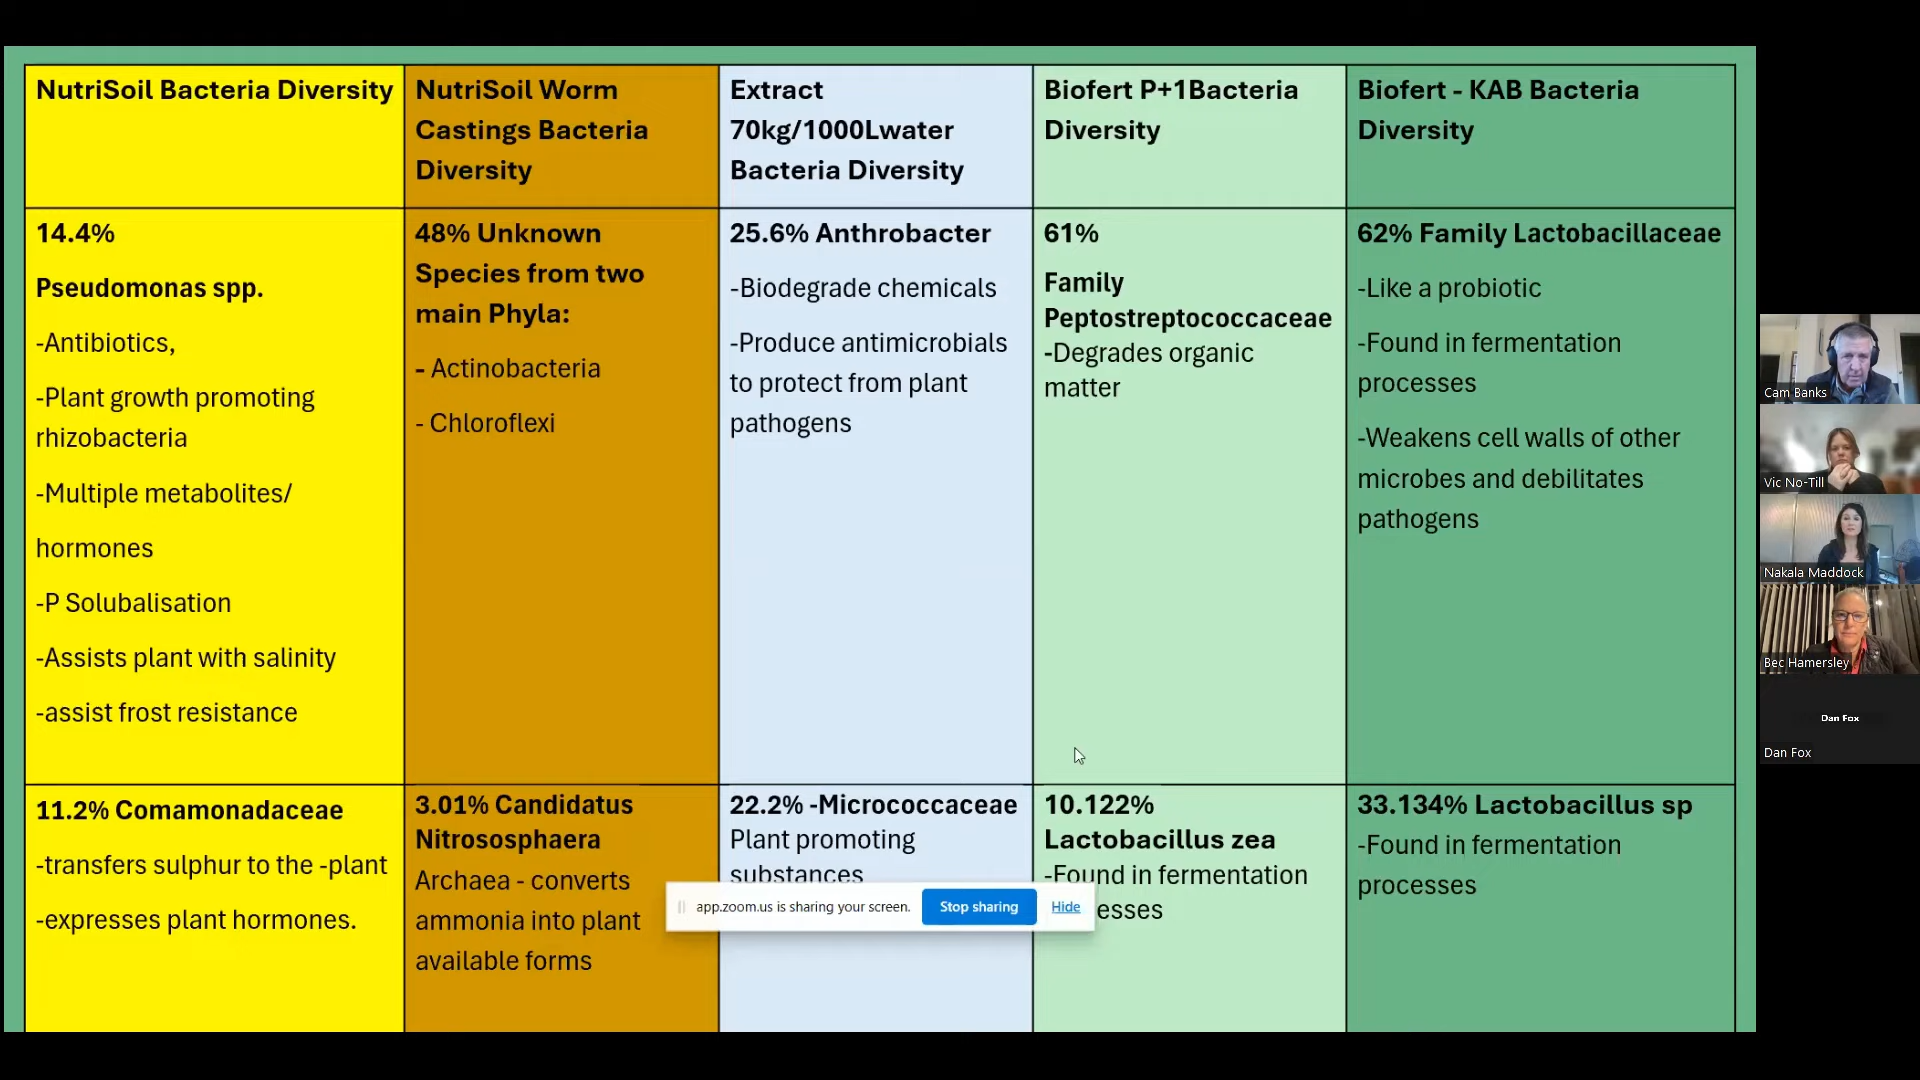 NutriSoil Bacteria Diversity
NutriSoil Worm
Castings Bacteria
Diversity
Extract
70kg/1000Lwater
Bacteria Diversity
Biofert P+1Bacteria
Diversity
Biofert - KAB Bacteria
Diversity
14.4%
Pseudomonas spp.
-Antibiotics,
-Plant growth promoting
rhizobacteria
-Multiple metabolites/
hormones
-P Solubalisation
-Assists plant with salinity
-assist frost resistance
48% Unknown
Species from two
main Phyla:
- Actinobacteria
- Chloroflexi
25.6% Anthrobacter
-Biodegrade chemicals
-Produce antimicrobials
to protect from plant
pathogens
61%
Family
Peptostreptococcaceae
-Degrades organic
matter
62% Family Lactobacillaceae
-Like a probiotic
-Found in fermentation
processes
-Weakens cell walls of other
microbes and debilitates
pathogens
11.2% Comamonadaceae
-transfers sulphur to the -plant
-expresses plant hormones.
3.01% Candidatus
Nitrososphaera
Archaea - converts
ammonia into plant
available forms
22.2% -Micrococcaceae
Plant promoting
substances
10.122%
Lactobacillus zea
-Found in fermentation
esses
33.134% Lactobacillus sp
-Found in fermentation
processes
app.zoom.us is sharing your screen.
Stop sharing
Hide
Cam Banks
Vic No-Till
Nakala Maddock
Bec Hamersley
Dan Fox
Dan Fox